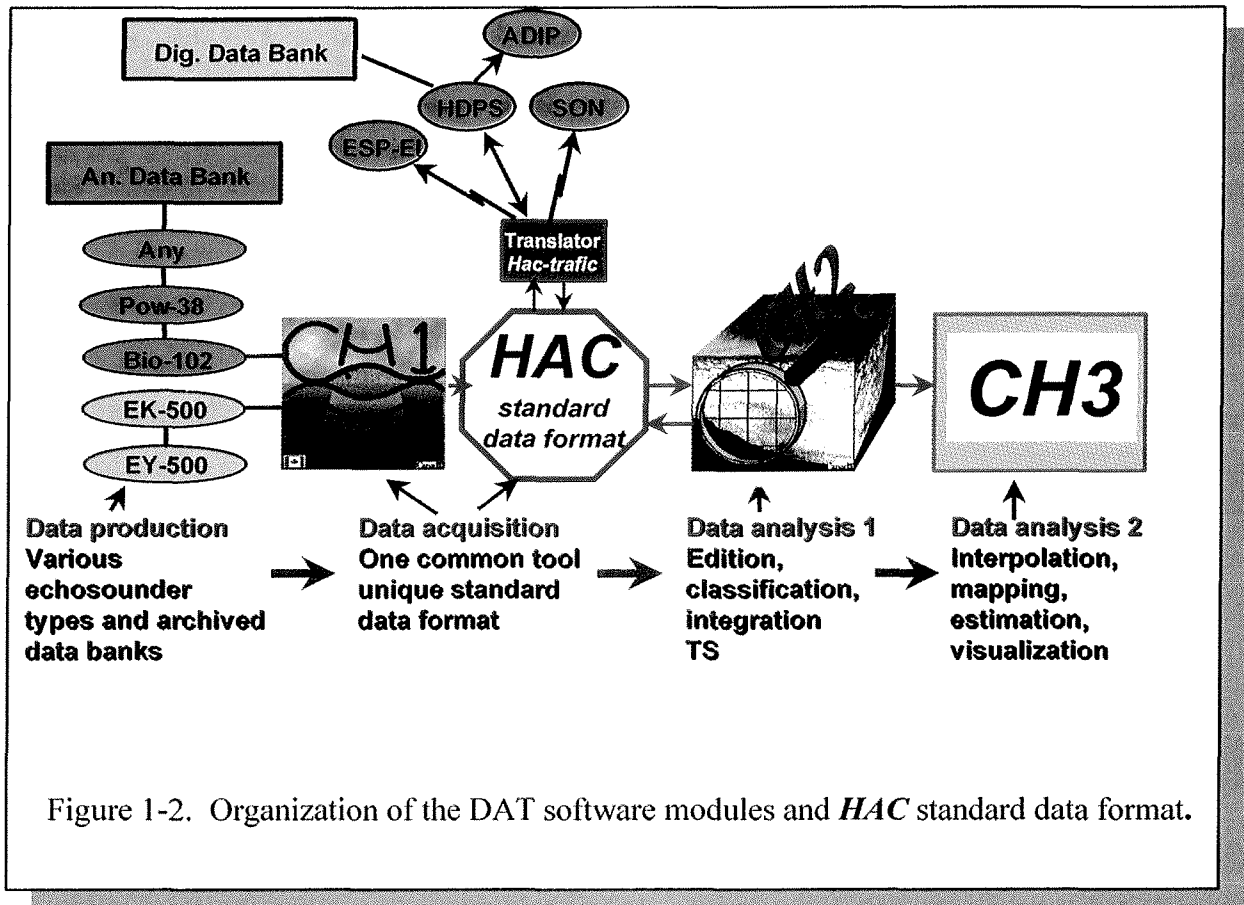 Dig. Data Bank
ADIP
HDPS
SON
ESP-EI
An. Data Bank
Any
Pow-38
Bio-102
EK-500
EY-500
Translator
Hac-trafic
CH1
HAC
standard
data format
CH2
CH3
Data production
Various
echosounder
types and archived
data banks
Data acquisition
One common tool
unique standard
data format
Data analysis 1
Edition,
classification,
integration
TS
Data analysis 2
Interpolation,
mapping,
estimation,
visualization
Figure 1-2. Organization of the DAT software modules and HAC standard data format.